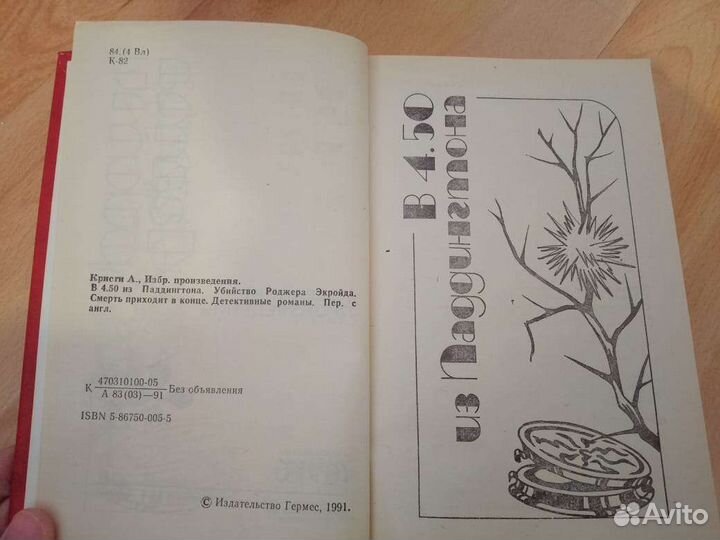 84.(4 Вл)
К-82
Кристи А., Избр. произведения.
В 4.50 из Паддингтона. Убийство Роджера Экройда.
Смерть приходит в конце. Детективные романы. Пер. с
англ.
К 470310100-05
А 83(03)—91 Без объявления
ISBN 5-86750-005-5
© Издательство Гермес, 1991.
В 4.50
из Паддингтона
Avito